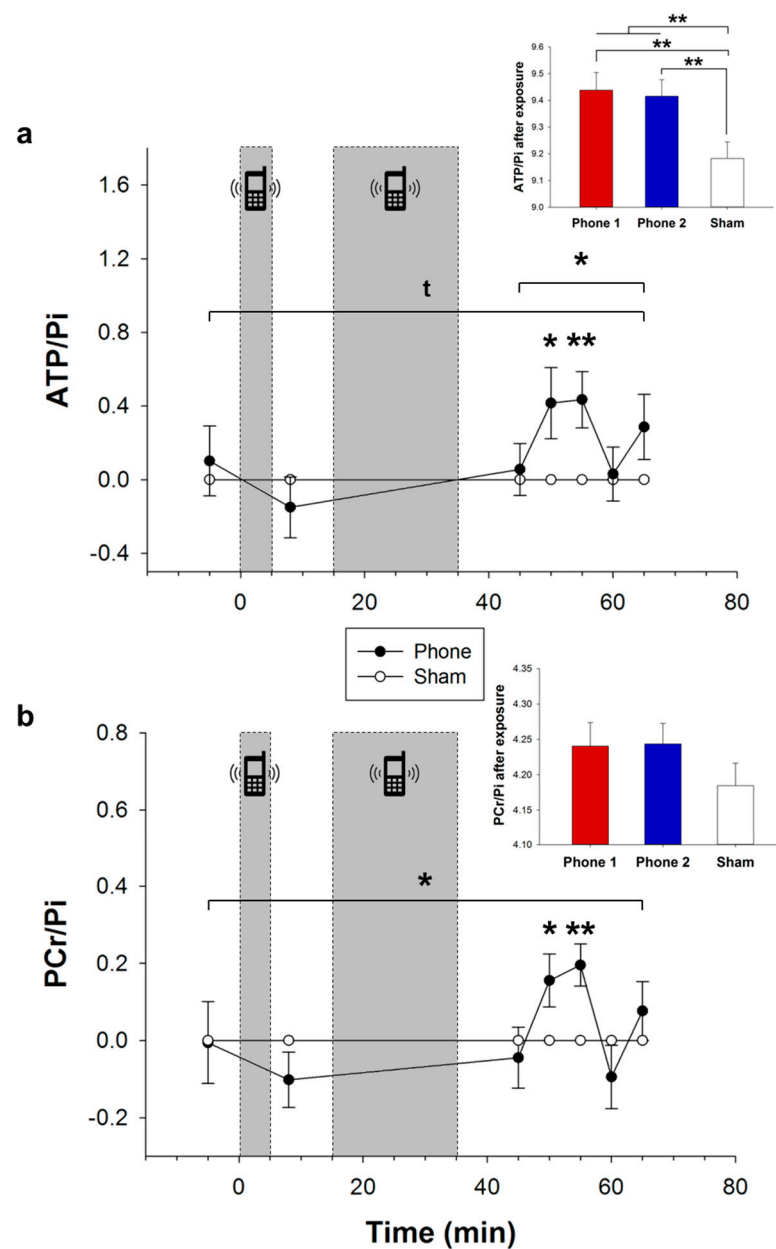 a
ATP/Pi
1.6
1.2
0.8
0.4
0.0
-0.4
0 20 40 60 80
t
*
* **
ATP/Pi after exposure
9.6
9.5
9.4
9.3
9.2
9.1
9.0
**
**
**
Phone 1 Phone 2 Sham
Phone
Sham
b
PCr/Pi
0.8
0.6
0.4
0.2
0.0
-0.2
0 20 40 60 80
Time (min)
*
* **
PCr/Pi after exposure
4.35
4.30
4.25
4.20
4.15
4.10
Phone 1 Phone 2 Sham